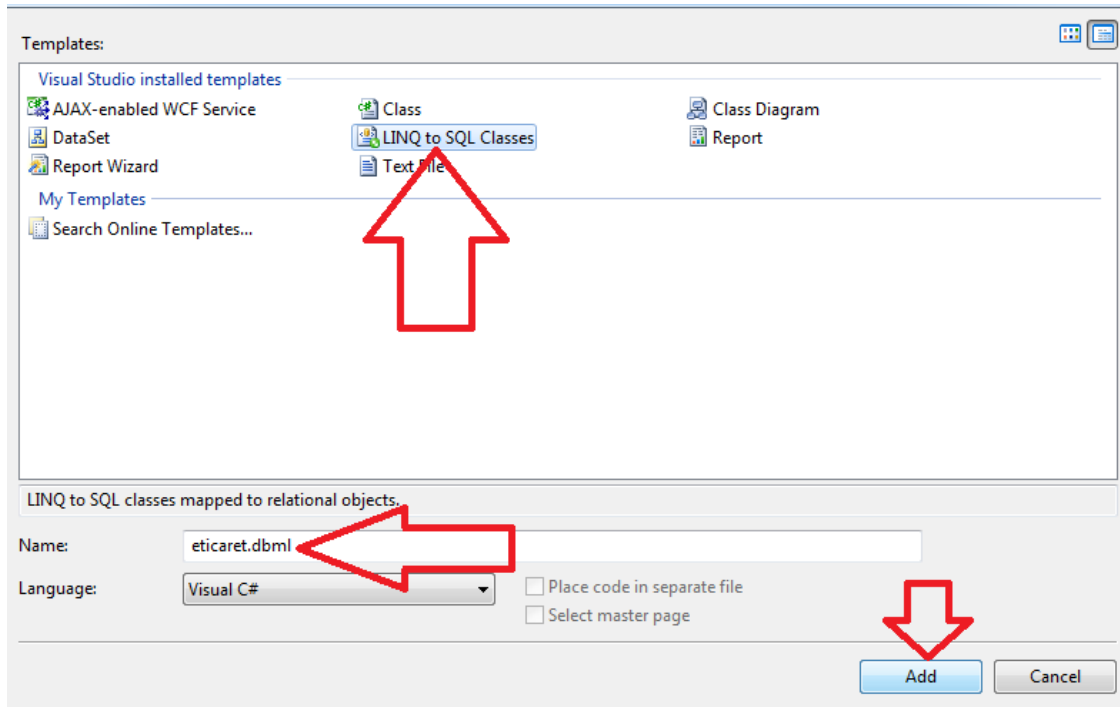 Templates:
Visual Studio installed templates
AJAX-enabled WCF Service
Class
Class Diagram
DataSet
LINQ to SQL Classes
Report
Report Wizard
Text File
My Templates
Search Online Templates...
LINQ to SQL classes mapped to relational objects.
Name: eticaret.dbml
Language: Visual C#
Place code in separate file
Select master page
Add
Cancel